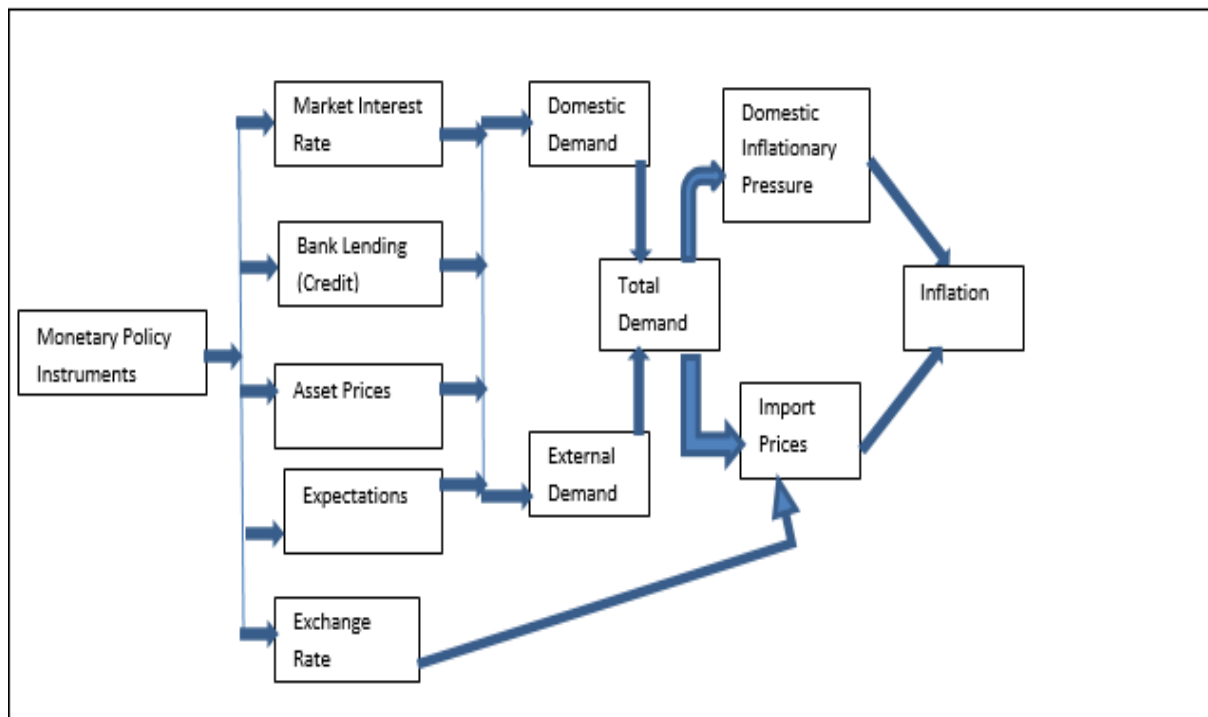 Monetary Policy
Instruments
Market Interest
Rate
Bank Lending
(Credit)
Asset Prices
Expectations
Exchange
Rate
Domestic
Demand
External
Demand
Total
Demand
Domestic
Inflationary
Pressure
Import
Prices
Inflation